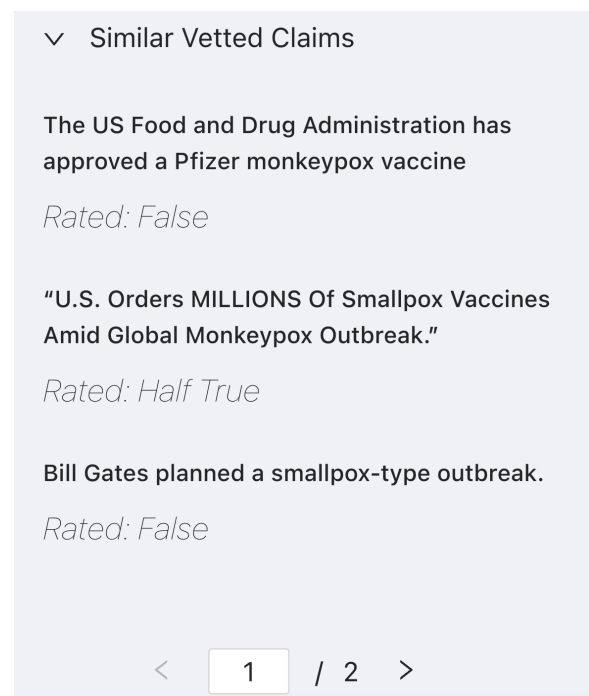 Similar Vetted Claims
The US Food and Drug Administration has
approved a Pfizer monkeypox vaccine
Rated: False
“U.S. Orders MILLIONS Of Smallpox Vaccines
Amid Global Monkeypox Outbreak.”
Rated: Half True
Bill Gates planned a smallpox-type outbreak.
Rated: False
< 1 / 2 >